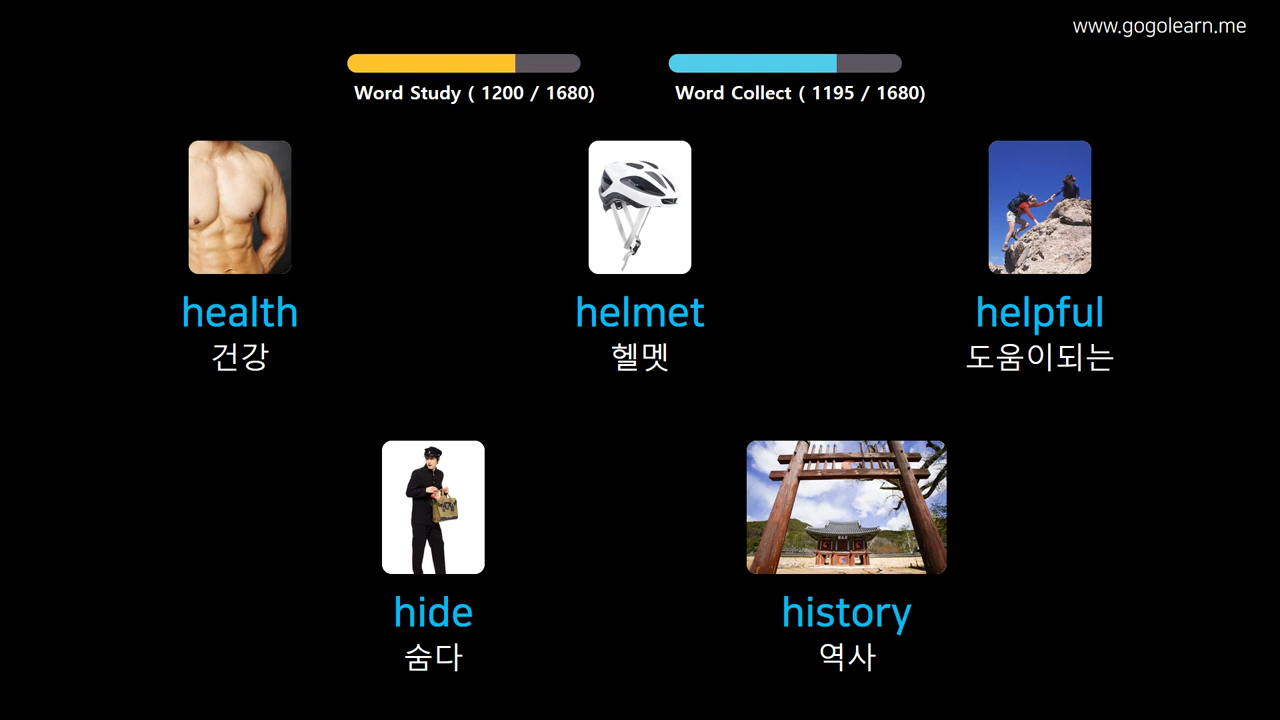 www.gogolearn.me
Word Study ( 1200 / 1680)
Word Collect ( 1195 / 1680)
health
건강
helmet
헬멧
helpful
도움이되는
hide
숨다
history
역사